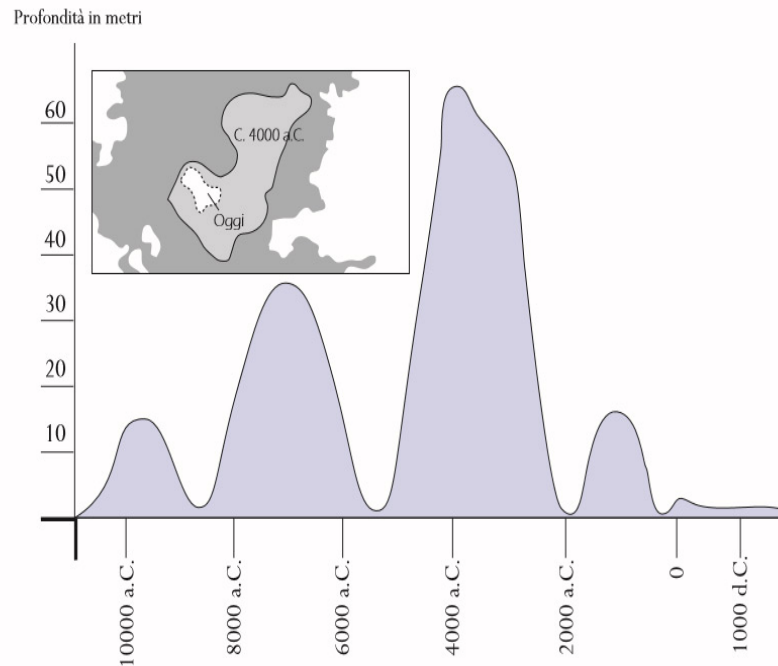 Profondità in metri
60
50
40
30
20
10
C. 4000 a.C.
Oggi
10000 a.C.
8000 a.C.
6000 a.C.
4000 a.C.
2000 a.C.
0
1000 d.C.